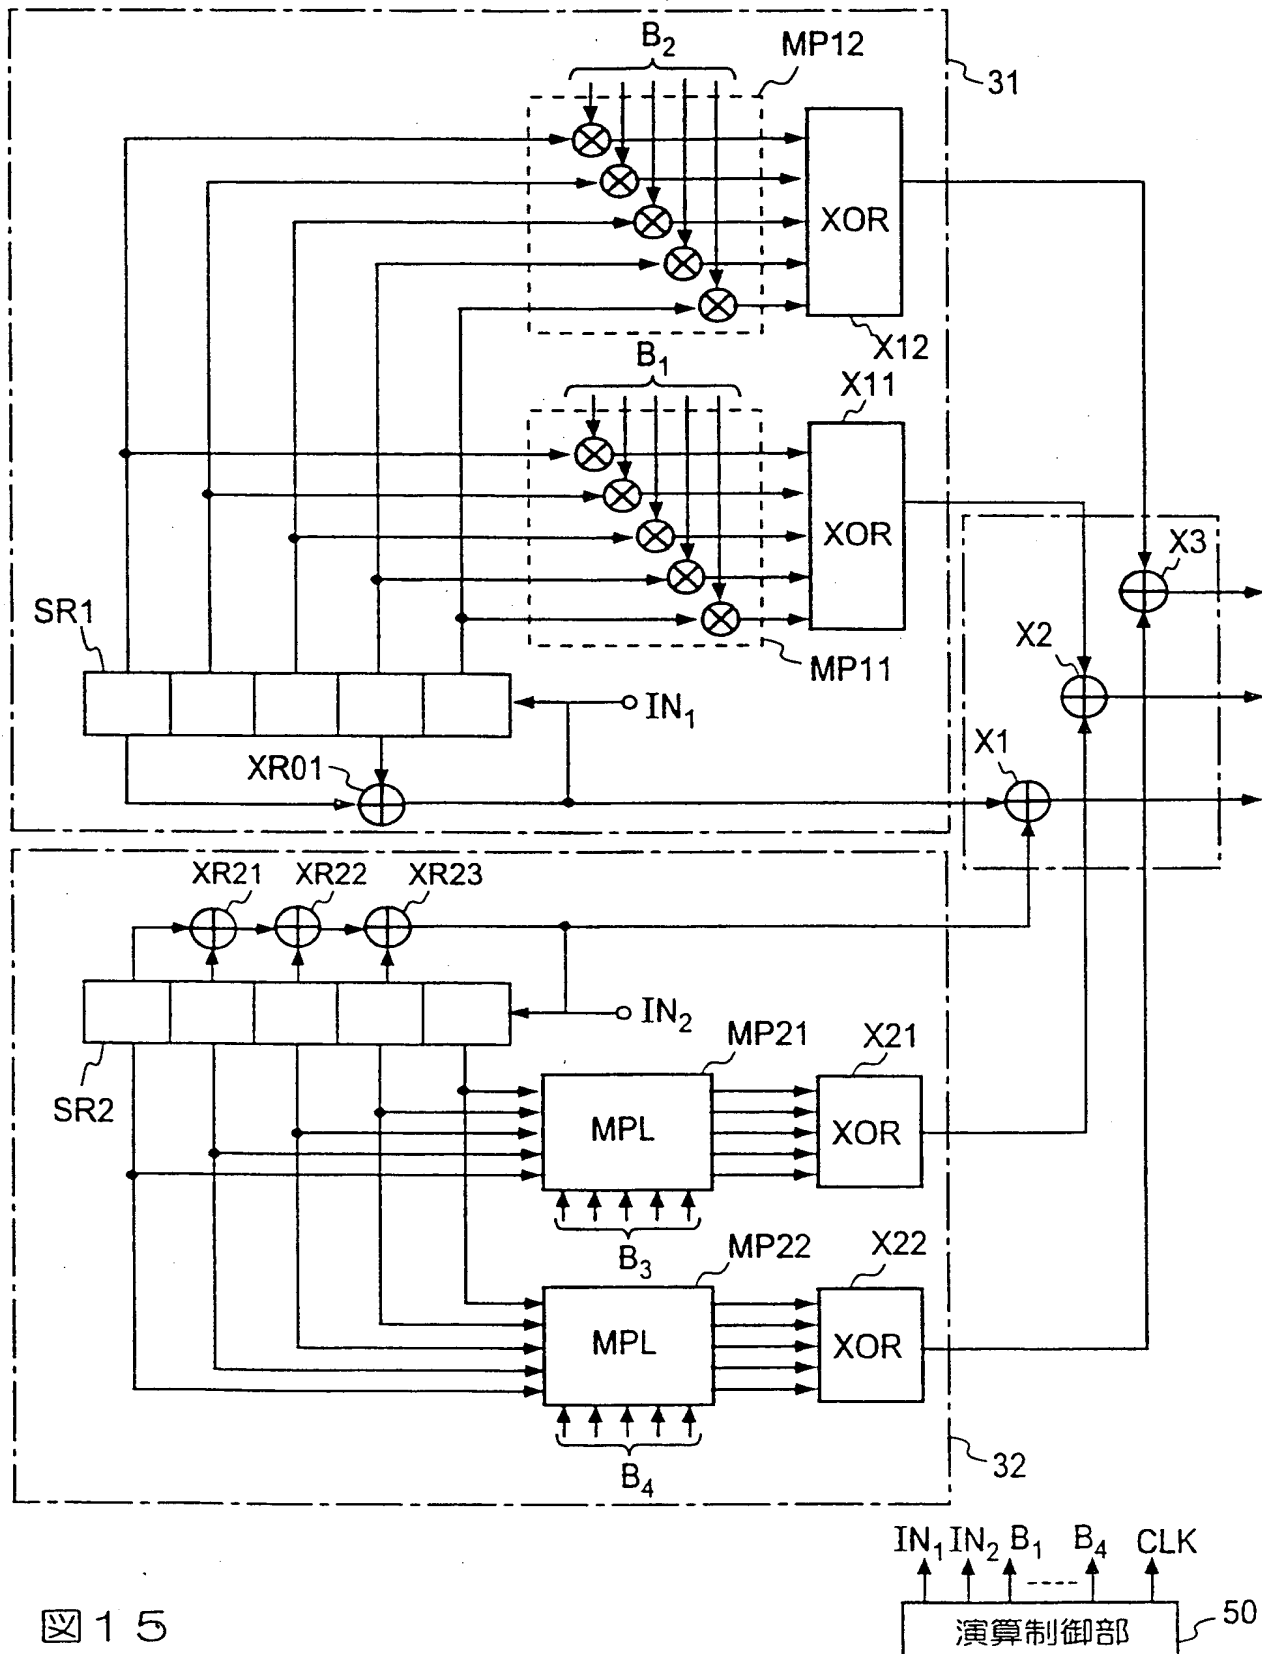 B₂
MP12
31
XOR
X12
B₁
X11
XOR
MP11
SR1
IN₁
XR01
X3
X2
X1
XR21
XR22
XR23
IN₂
SR2
MP21
X21
MPL
XOR
B₃
MP22
X22
MPL
XOR
B₄
32
IN₁ IN₂ B₁ B₄ CLK
演算制御部
50
図15